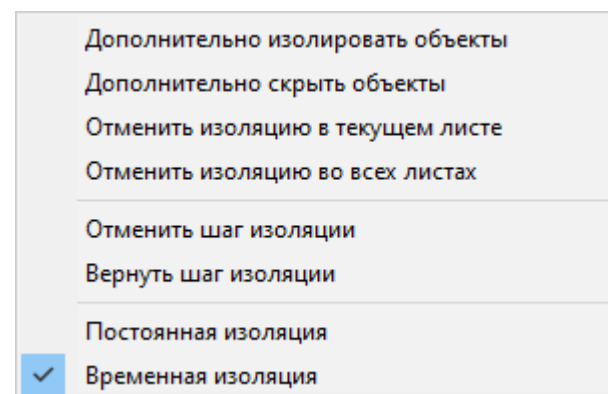 Дополнительно изолировать объекты
Дополнительно скрыть объекты
Отменить изоляцию в текущем листе
Отменить изоляцию во всех листах
Отменить шаг изоляции
Вернуть шаг изоляции
Постоянная изоляция
Временная изоляция